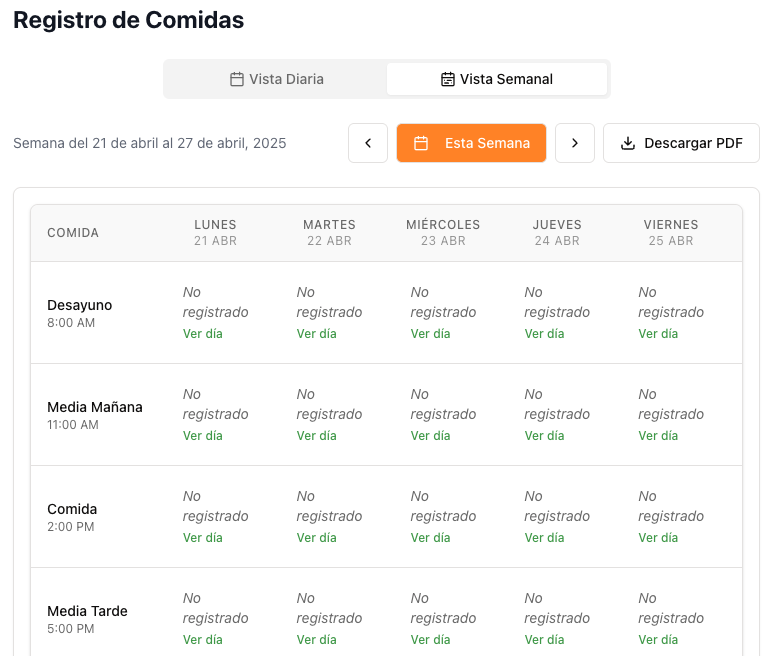 Registro de Comidas
Vista Diaria
Vista Semanal
Semana del 21 de abril al 27 de abril, 2025
Esta Semana
Descargar PDF
COMIDA
LUNES
21 ABR
MARTES
22 ABR
MIÉRCOLES
23 ABR
JUEVES
24 ABR
VIERNES
25 ABR
Desayuno
8:00 AM
No
registrado
Ver día
No
registrado
Ver día
No
registrado
Ver día
No
registrado
Ver día
No
registrado
Ver día
Media Mañana
11:00 AM
No
registrado
Ver día
No
registrado
Ver día
No
registrado
Ver día
No
registrado
Ver día
No
registrado
Ver día
Comida
2:00 PM
No
registrado
Ver día
No
registrado
Ver día
No
registrado
Ver día
No
registrado
Ver día
No
registrado
Ver día
Media Tarde
5:00 PM
No
registrado
Ver día
No
registrado
Ver día
No
registrado
Ver día
No
registrado
Ver día
No
registrado
Ver día